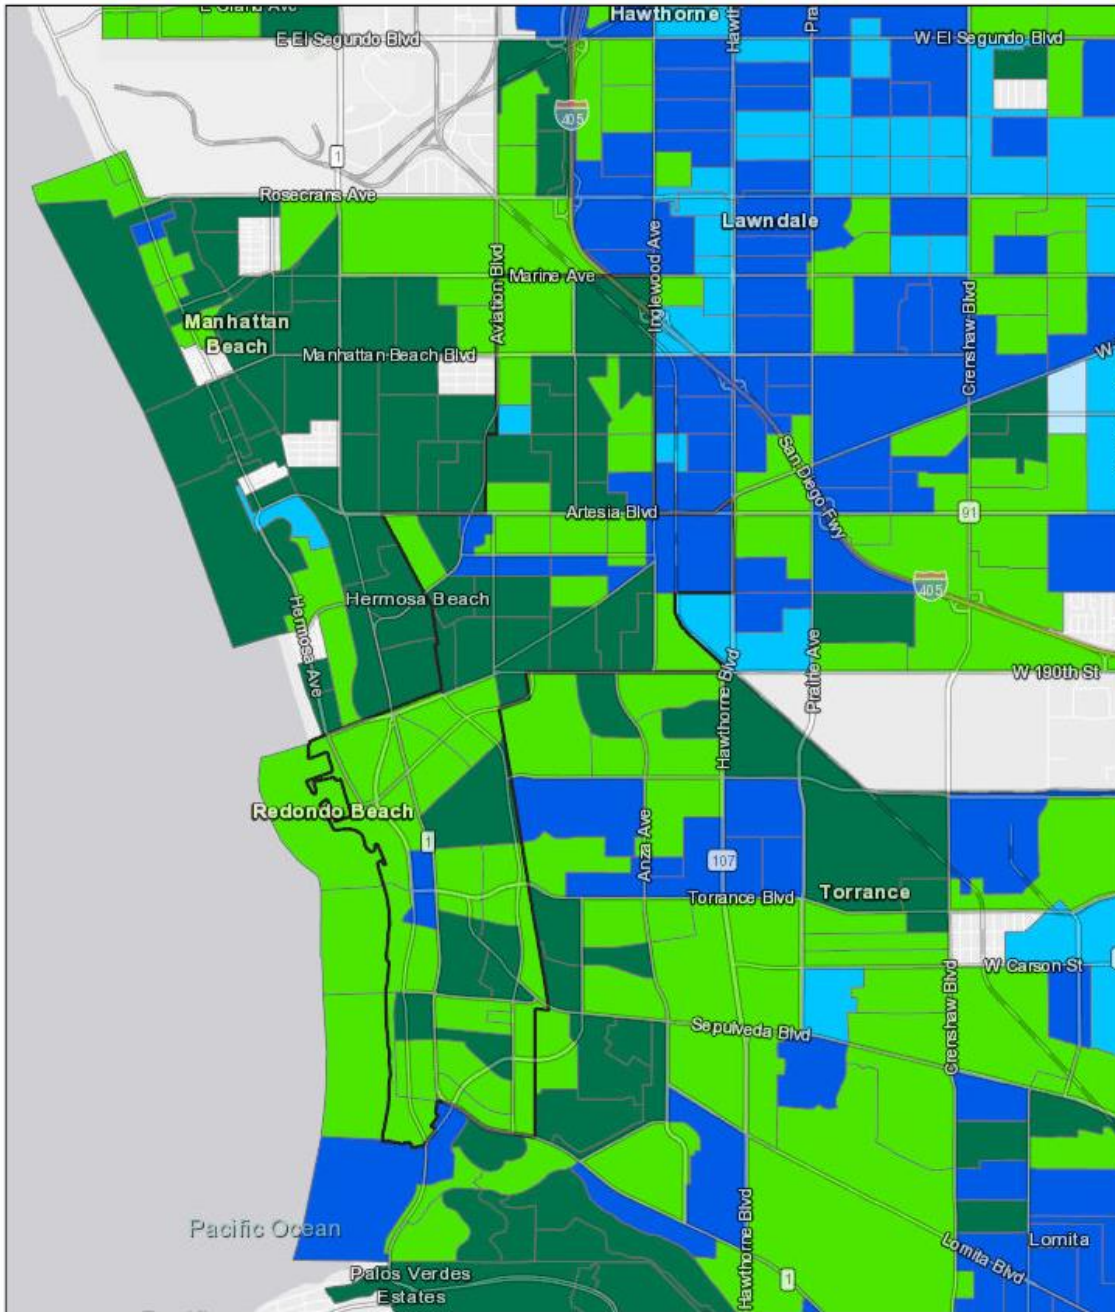 E Grand Ave
Hawthorne
E El Segundo Blvd
W El Segundo Blvd
405
1
Rosecrans Ave
Lawndale
Inglewood Ave
Aviation Blvd
Marine Ave
Manhattan
Beach
Manhattan Beach Blvd
Crenshaw Blvd
San Diego Fwy
Artesia Blvd
91
405
Hermosa Beach
Hermosa Ave
Prairie Ave
W 190th St
Hawthorne Blvd
Redondo Beach
1
Anza Ave
107
Torrance Blvd
Torrance
W Carson St
Crenshaw Blvd
Sepulveda Blvd
Pacific Ocean
Hawthorne Blvd
Lomita
Lomita Blvd
Palos Verdes
Estates
1